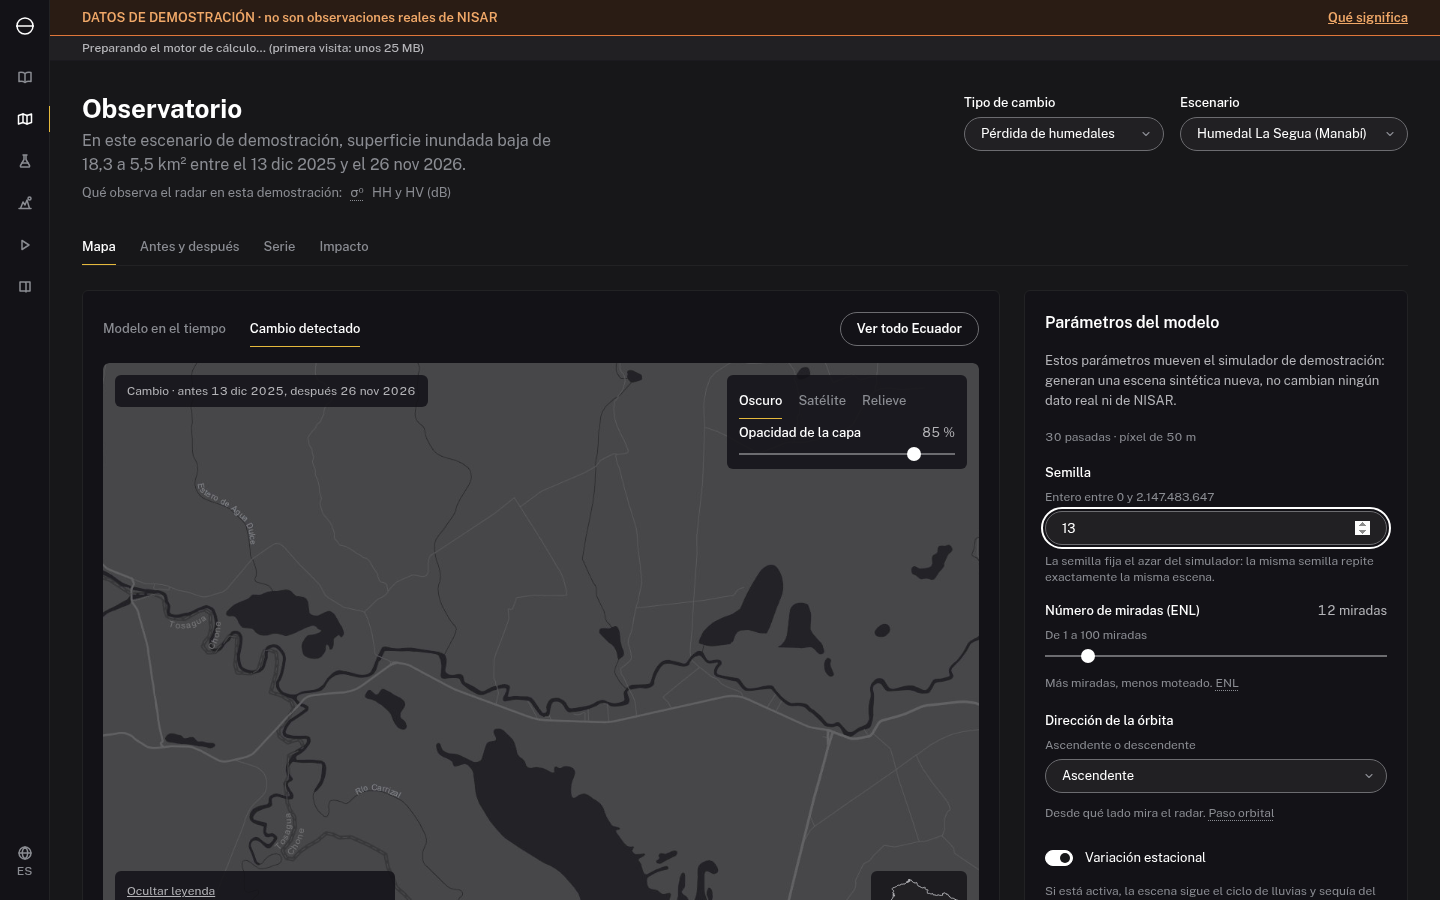 DATOS DE DEMOSTRACIÓN · no son observaciones reales de NISAR
Qué significa
Preparando el motor de cálculo... (primera visita: unos 25 MB)
Observatorio
En este escenario de demostración, superficie inundada baja de
18,3 a 5,5 km² entre el 13 dic 2025 y el 26 nov 2026.
Qué observa el radar en esta demostración: σ⁰ HH y HV (dB)
Tipo de cambio
Pérdida de humedales
Escenario
Humedal La Segua (Manabí)
Mapa
Antes y después
Serie
Impacto
Modelo en el tiempo
Cambio detectado
Ver todo Ecuador
Cambio · antes 13 dic 2025, después 26 nov 2026
Oscuro
Satélite
Relieve
Opacidad de la capa
85 %
Estero de Agua Dulce
Tosagua
Chone
Río Carrizal
Tosagua
Chone
Ocultar leyenda
Parámetros del modelo
Estos parámetros mueven el simulador de demostración:
generan una escena sintética nueva, no cambian ningún
dato real ni de NISAR.
30 pasadas · píxel de 50 m
Semilla
Entero entre 0 y 2.147.483.647
13
La semilla fija el azar del simulador: la misma semilla repite
exactamente la misma escena.
Número de miradas (ENL)
12 miradas
De 1 a 100 miradas
Más miradas, menos moteado. ENL
Dirección de la órbita
Ascendente o descendente
Ascendente
Desde qué lado mira el radar. Paso orbital
Variación estacional
Si está activa, la escena sigue el ciclo de lluvias y sequía del
ES